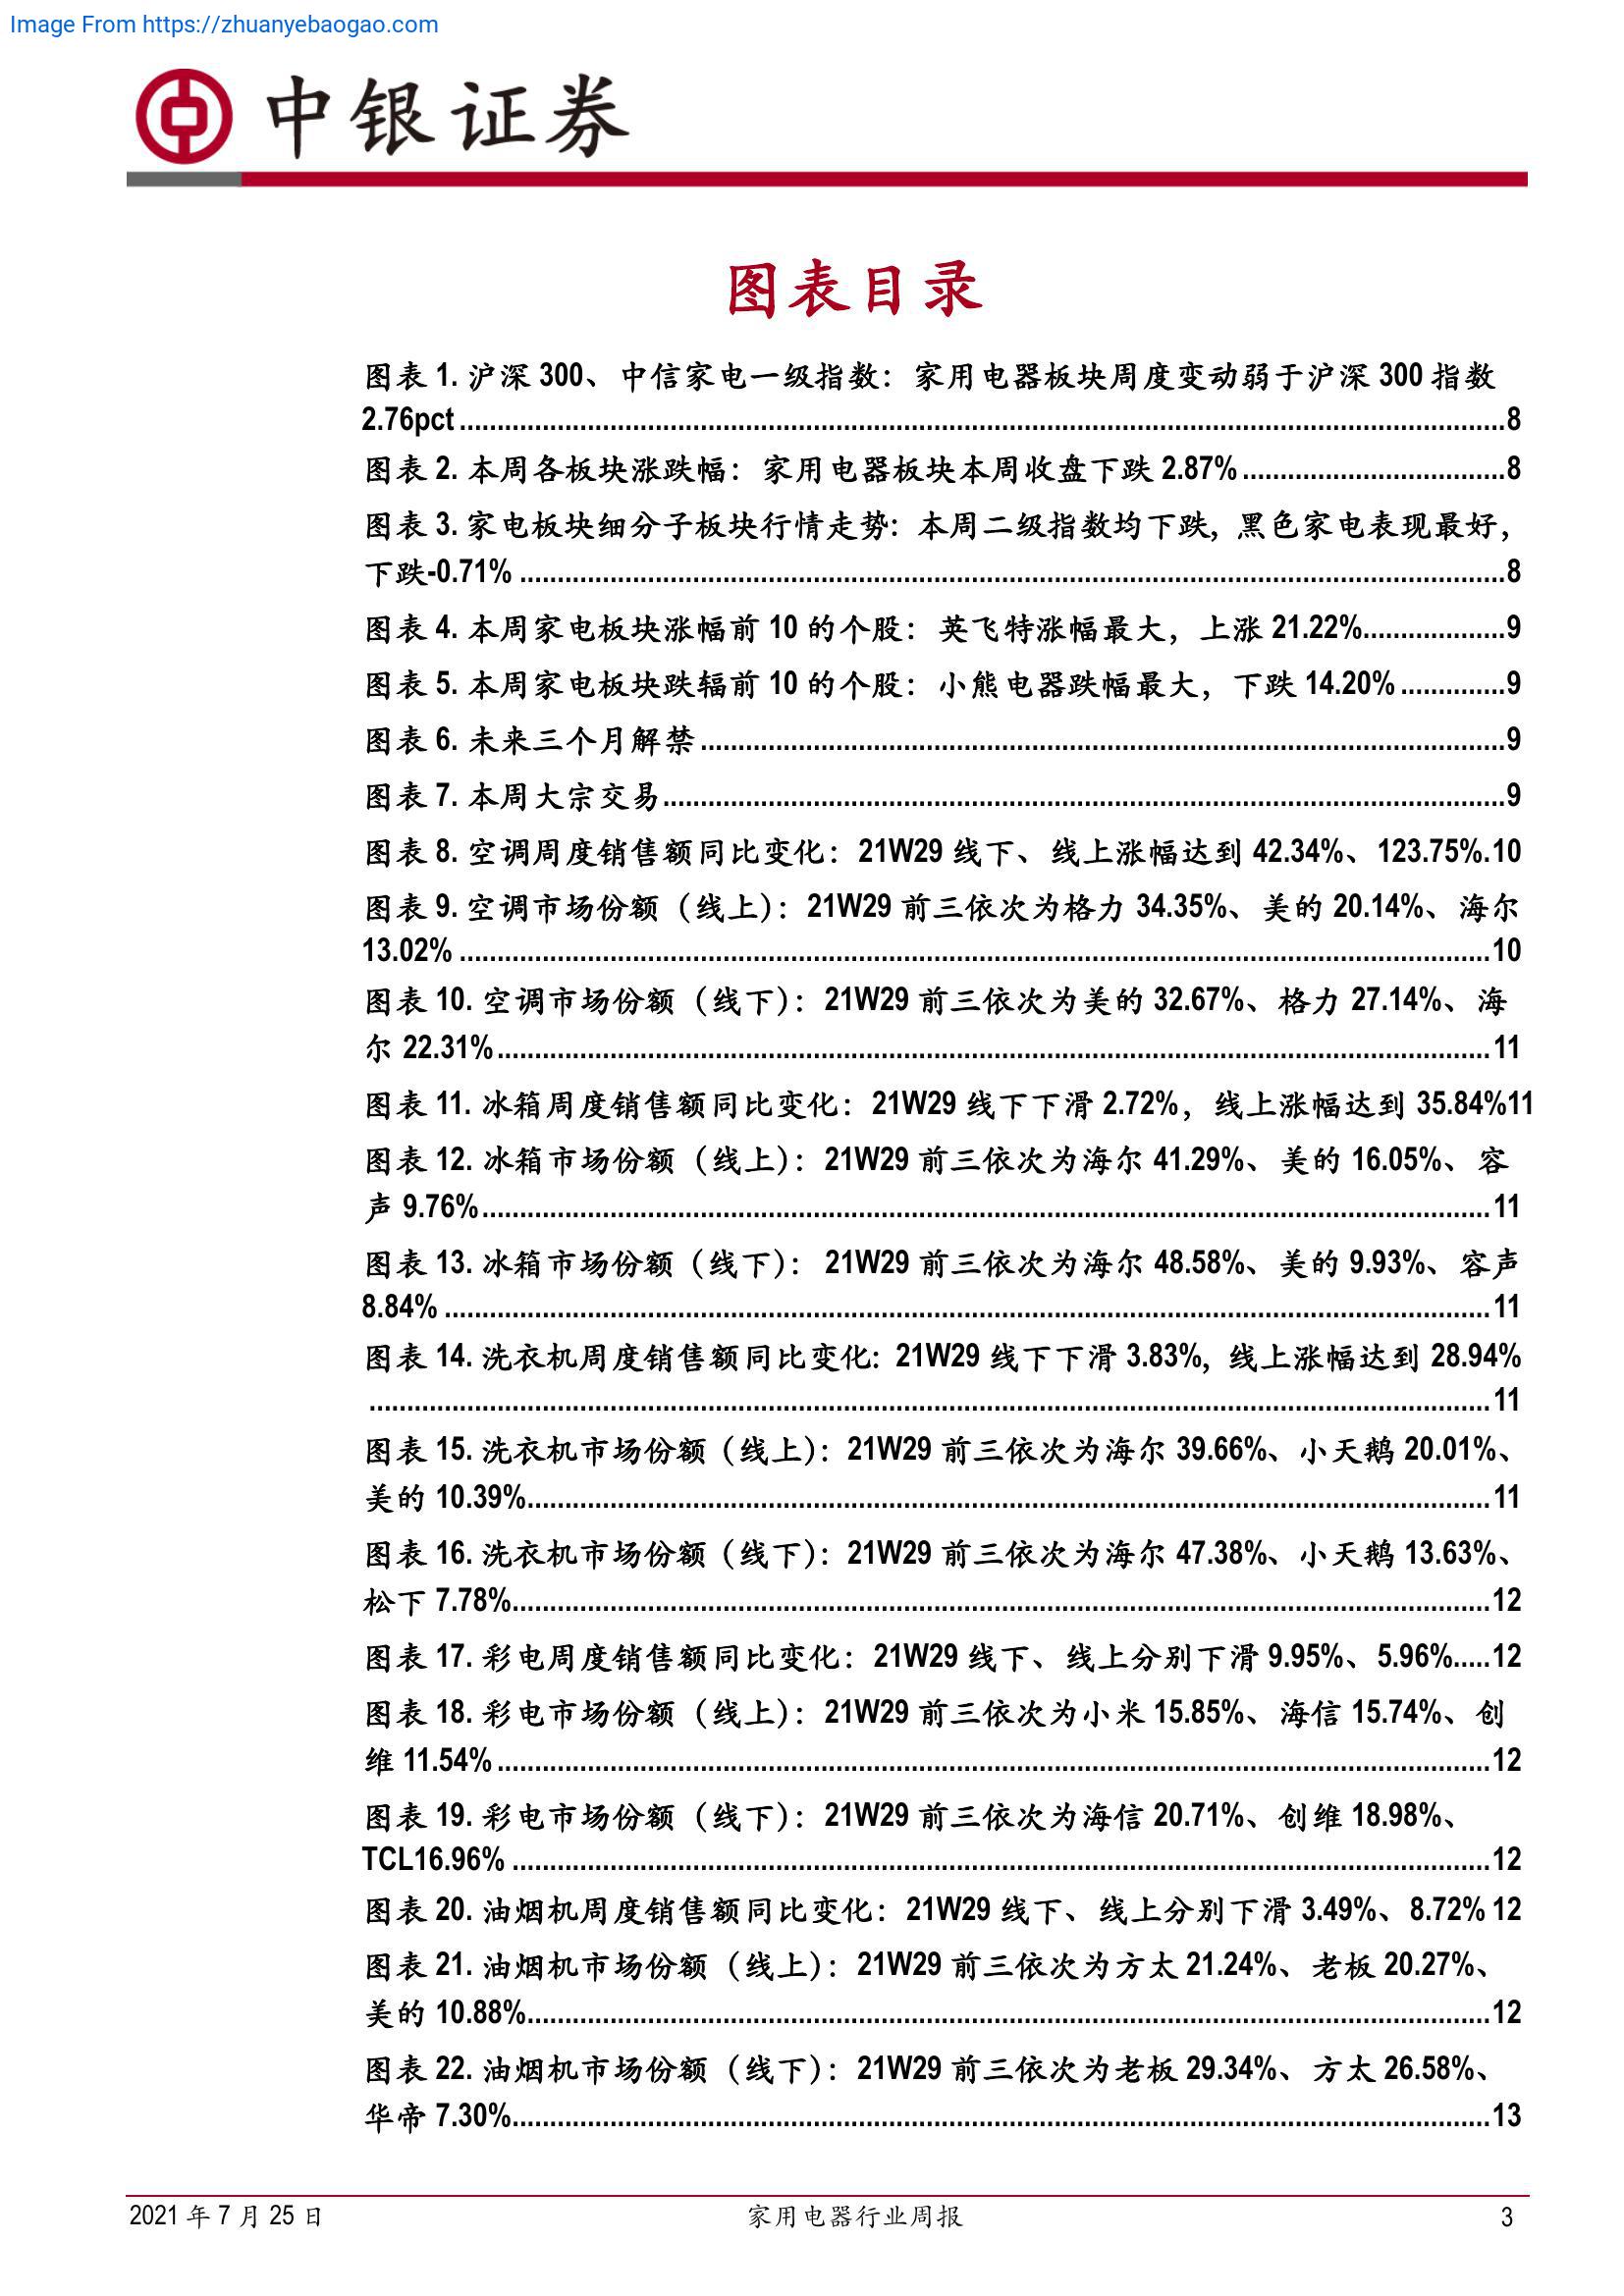 Image From https://zhuanyebaogao.com
中银证券
图表目录
图表 1. 沪深 300、中信家电一级指数：家用电器板块周度变动弱于沪深 300 指数
2.76pct........8
图表 2. 本周各板块涨跌幅：家用电器板块本周收盘下跌 2.87%........8
图表 3. 家电板块细分子板块行情走势：本周二级指数均下跌，黑色家电表现最好，
下跌-0.71%........8
图表 4. 本周家电板块涨幅前 10 的个股：英飞特涨幅最大，上涨 21.22%........9
图表 5. 本周家电板块跌辐前 10 的个股：小熊电器跌幅最大，下跌 14.20%........9
图表 6. 未来三个月解禁........9
图表 7. 本周大宗交易........9
图表 8. 空调周度销售额同比变化：21W29 线下、线上涨幅达到 42.34%、123.75%.10
图表 9. 空调市场份额（线上）：21W29 前三依次为格力 34.35%、美的 20.14%、海尔
13.02%........10
图表 10. 空调市场份额（线下）：21W29 前三依次为美的 32.67%、格力 27.14%、海
尔 22.31%........11
图表 11. 冰箱周度销售额同比变化：21W29 线下下滑 2.72%，线上涨幅达到 35.84%11
图表 12. 冰箱市场份额（线上）：21W29 前三依次为海尔 41.29%、美的 16.05%、容
声 9.76%........11
图表 13. 冰箱市场份额（线下）：21W29 前三依次为海尔 48.58%、美的 9.93%、容声
8.84%........11
图表 14. 洗衣机周度销售额同比变化：21W29 线下下滑 3.83%，线上涨幅达到 28.94%
........11
图表 15. 洗衣机市场份额（线上）：21W29 前三依次为海尔 39.66%、小天鹅 20.01%、
美的 10.39%........11
图表 16. 洗衣机市场份额（线下）：21W29 前三依次为海尔 47.38%、小天鹅 13.63%、
松下 7.78%........12
图表 17. 彩电周度销售额同比变化：21W29 线下、线上分别下滑 9.95%、5.96%.....12
图表 18. 彩电市场份额（线上）：21W29 前三依次为小米 15.85%、海信 15.74%、创
维 11.54%........12
图表 19. 彩电市场份额（线下）：21W29 前三依次为海信 20.71%、创维 18.98%、
TCL16.96%........12
图表 20. 油烟机周度销售额同比变化：21W29 线下、线上分别下滑 3.49%、8.72% 12
图表 21. 油烟机市场份额（线上）：21W29 前三依次为方太 21.24%、老板 20.27%、
美的 10.88%........12
图表 22. 油烟机市场份额（线下）：21W29 前三依次为老板 29.34%、方太 26.58%、
华帝 7.30%........13
2021 年 7 月 25 日 家用电器行业周报 3